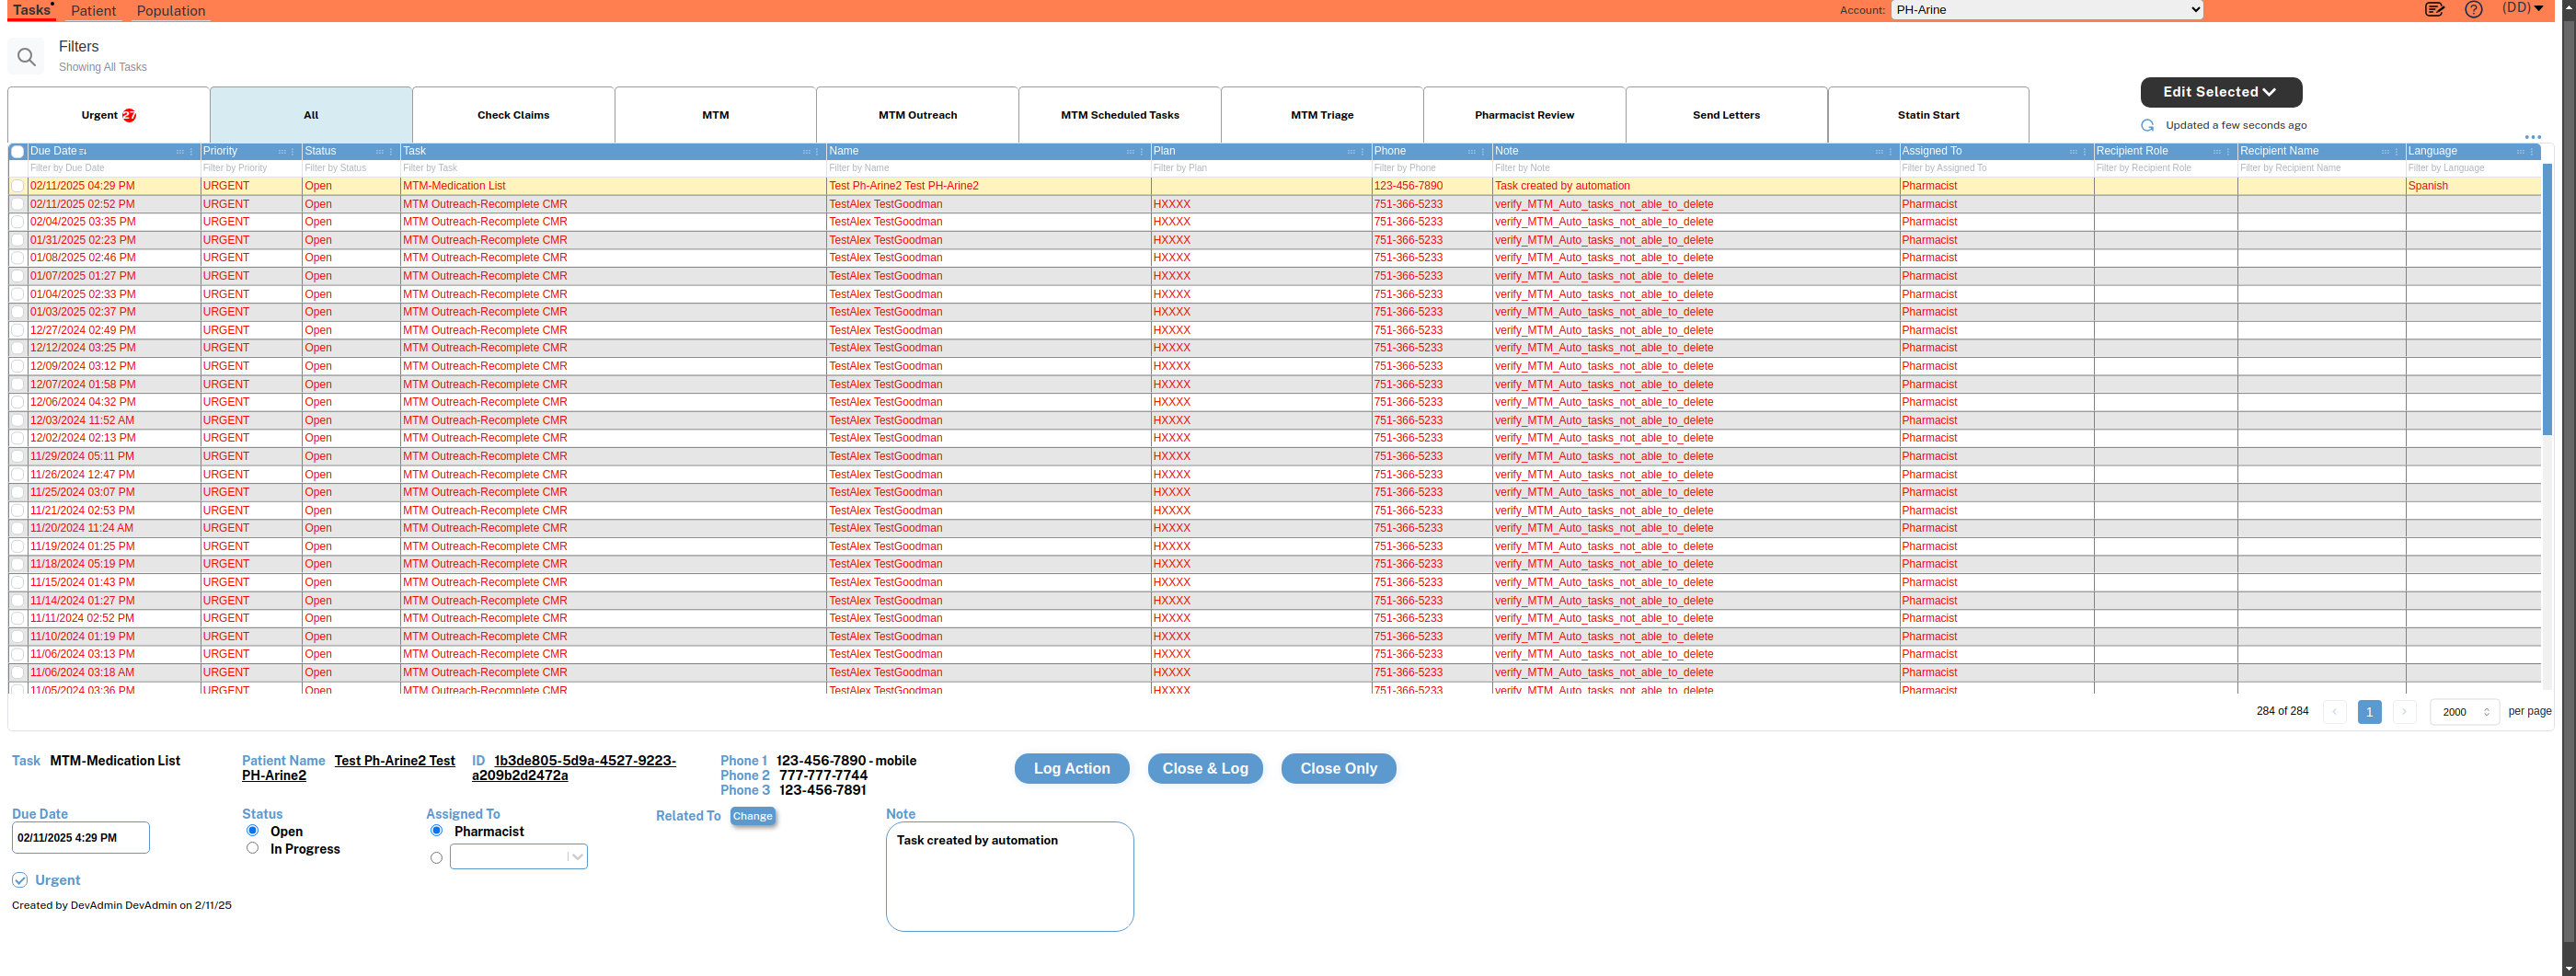 Tasks Patient Population Account: PH-Arine (DD)
Filters
Showing All Tasks
Urgent 27 All Check Claims MTM MTM Outreach MTM Scheduled Tasks MTM Triage Pharmacist Review Send Letters Statin Start Edit Selected
Updated a few seconds ago
Due Date Priority Status Task Name Plan Phone Note Assigned To Recipient Role Recipient Name Language
Filter by Due Date Filter by Priority Filter by Status Filter by Task Filter by Name Filter by Plan Filter by Phone Filter by Note Filter by Assigned To Filter by Recipient Role Filter by Recipient Name Filter by Language
02/11/2025 04:29 PM URGENT Open MTM-Medication List Test Ph-Arine2 Test PH-Arine2 123-456-7890 Task created by automation Pharmacist Spanish
02/11/2025 02:52 PM URGENT Open MTM Outreach-Recomplete CMR TestAlex TestGoodman HXXXX 751-366-5233 verify_MTM_Auto_tasks_not_able_to_delete Pharmacist
02/04/2025 03:35 PM URGENT Open MTM Outreach-Recomplete CMR TestAlex TestGoodman HXXXX 751-366-5233 verify_MTM_Auto_tasks_not_able_to_delete Pharmacist
01/31/2025 02:23 PM URGENT Open MTM Outreach-Recomplete CMR TestAlex TestGoodman HXXXX 751-366-5233 verify_MTM_Auto_tasks_not_able_to_delete Pharmacist
01/08/2025 02:46 PM URGENT Open MTM Outreach-Recomplete CMR TestAlex TestGoodman HXXXX 751-366-5233 verify_MTM_Auto_tasks_not_able_to_delete Pharmacist
01/07/2025 01:27 PM URGENT Open MTM Outreach-Recomplete CMR TestAlex TestGoodman HXXXX 751-366-5233 verify_MTM_Auto_tasks_not_able_to_delete Pharmacist
01/04/2025 02:33 PM URGENT Open MTM Outreach-Recomplete CMR TestAlex TestGoodman HXXXX 751-366-5233 verify_MTM_Auto_tasks_not_able_to_delete Pharmacist
01/03/2025 02:37 PM URGENT Open MTM Outreach-Recomplete CMR TestAlex TestGoodman HXXXX 751-366-5233 verify_MTM_Auto_tasks_not_able_to_delete Pharmacist
12/27/2024 02:49 PM URGENT Open MTM Outreach-Recomplete CMR TestAlex TestGoodman HXXXX 751-366-5233 verify_MTM_Auto_tasks_not_able_to_delete Pharmacist
12/12/2024 03:25 PM URGENT Open MTM Outreach-Recomplete CMR TestAlex TestGoodman HXXXX 751-366-5233 verify_MTM_Auto_tasks_not_able_to_delete Pharmacist
12/09/2024 03:12 PM URGENT Open MTM Outreach-Recomplete CMR TestAlex TestGoodman HXXXX 751-366-5233 verify_MTM_Auto_tasks_not_able_to_delete Pharmacist
12/07/2024 01:58 PM URGENT Open MTM Outreach-Recomplete CMR TestAlex TestGoodman HXXXX 751-366-5233 verify_MTM_Auto_tasks_not_able_to_delete Pharmacist
12/06/2024 04:32 PM URGENT Open MTM Outreach-Recomplete CMR TestAlex TestGoodman HXXXX 751-366-5233 verify_MTM_Auto_tasks_not_able_to_delete Pharmacist
12/03/2024 11:52 AM URGENT Open MTM Outreach-Recomplete CMR TestAlex TestGoodman HXXXX 751-366-5233 verify_MTM_Auto_tasks_not_able_to_delete Pharmacist
12/02/2024 02:13 PM URGENT Open MTM Outreach-Recomplete CMR TestAlex TestGoodman HXXXX 751-366-5233 verify_MTM_Auto_tasks_not_able_to_delete Pharmacist
11/29/2024 05:11 PM URGENT Open MTM Outreach-Recomplete CMR TestAlex TestGoodman HXXXX 751-366-5233 verify_MTM_Auto_tasks_not_able_to_delete Pharmacist
11/26/2024 12:47 PM URGENT Open MTM Outreach-Recomplete CMR TestAlex TestGoodman HXXXX 751-366-5233 verify_MTM_Auto_tasks_not_able_to_delete Pharmacist
11/25/2024 03:07 PM URGENT Open MTM Outreach-Recomplete CMR TestAlex TestGoodman HXXXX 751-366-5233 verify_MTM_Auto_tasks_not_able_to_delete Pharmacist
11/21/2024 02:53 PM URGENT Open MTM Outreach-Recomplete CMR TestAlex TestGoodman HXXXX 751-366-5233 verify_MTM_Auto_tasks_not_able_to_delete Pharmacist
11/20/2024 11:24 AM URGENT Open MTM Outreach-Recomplete CMR TestAlex TestGoodman HXXXX 751-366-5233 verify_MTM_Auto_tasks_not_able_to_delete Pharmacist
11/19/2024 01:25 PM URGENT Open MTM Outreach-Recomplete CMR TestAlex TestGoodman HXXXX 751-366-5233 verify_MTM_Auto_tasks_not_able_to_delete Pharmacist
11/18/2024 05:19 PM URGENT Open MTM Outreach-Recomplete CMR TestAlex TestGoodman HXXXX 751-366-5233 verify_MTM_Auto_tasks_not_able_to_delete Pharmacist
11/15/2024 01:43 PM URGENT Open MTM Outreach-Recomplete CMR TestAlex TestGoodman HXXXX 751-366-5233 verify_MTM_Auto_tasks_not_able_to_delete Pharmacist
11/14/2024 01:27 PM URGENT Open MTM Outreach-Recomplete CMR TestAlex TestGoodman HXXXX 751-366-5233 verify_MTM_Auto_tasks_not_able_to_delete Pharmacist
11/11/2024 02:52 PM URGENT Open MTM Outreach-Recomplete CMR TestAlex TestGoodman HXXXX 751-366-5233 verify_MTM_Auto_tasks_not_able_to_delete Pharmacist
11/10/2024 01:19 PM URGENT Open MTM Outreach-Recomplete CMR TestAlex TestGoodman HXXXX 751-366-5233 verify_MTM_Auto_tasks_not_able_to_delete Pharmacist
11/06/2024 03:13 PM URGENT Open MTM Outreach-Recomplete CMR TestAlex TestGoodman HXXXX 751-366-5233 verify_MTM_Auto_tasks_not_able_to_delete Pharmacist
11/06/2024 03:18 AM URGENT Open MTM Outreach-Recomplete CMR TestAlex TestGoodman HXXXX 751-366-5233 verify_MTM_Auto_tasks_not_able_to_delete Pharmacist
11/05/2024 03:36 PM URGENT Open MTM Outreach-Recomplete CMR TestAlex TestGoodman HXXXX 751-366-5233 verify_MTM_Auto_tasks_not_able_to_delete Pharmacist
284 of 284 1 2000 per page
Task MTM-Medication List Patient Name Test Ph-Arine2 Test ID 1b3de805-5d9a-4527-9223- Phone 1 123-456-7890 - mobile Log Action Close & Log Close Only
PH-Arine2 a209b2d2472a Phone 2 777-777-7744
Phone 3 123-456-7891
Due Date Status Assigned To Related To Change Note
02/11/2025 4:29 PM Open Pharmacist Task created by automation
In Progress
Urgent
Created by DevAdmin DevAdmin on 2/11/25